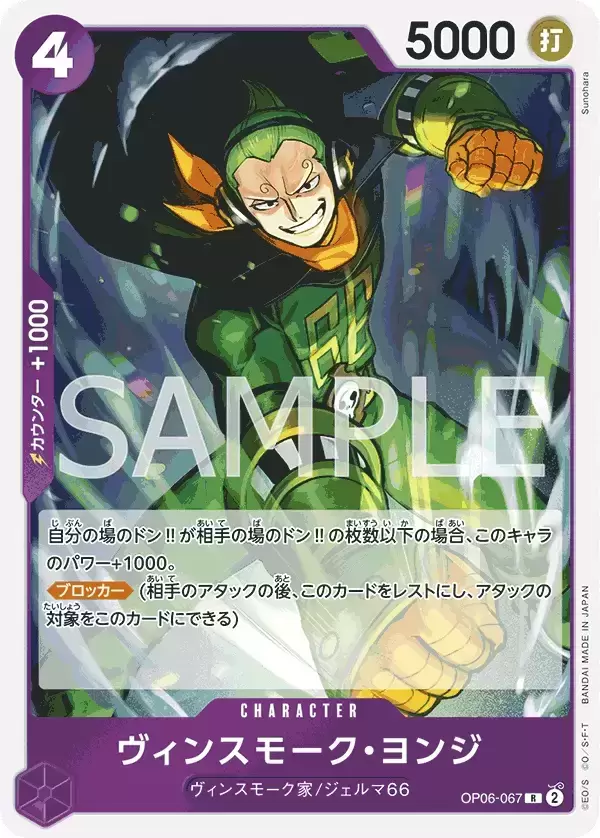 4
5000
打
Sunohara
カウンター +1000
66
SAMPLE
自分の場のドン!!が相手の場のドン!!の枚数以下の場合、このキャラ
のパワー+1000。
ブロッカー (相手のアタックの後、このカードをレストにし、アタックの
対象をこのカードにできる)
CHARACTER
ヴィンスモーク・ヨンジ
ヴィンスモーク家/ジェルマ66
OP06-067 R 2
©E.O/S ©O/S・F・T BANDAI MADE IN JAPAN